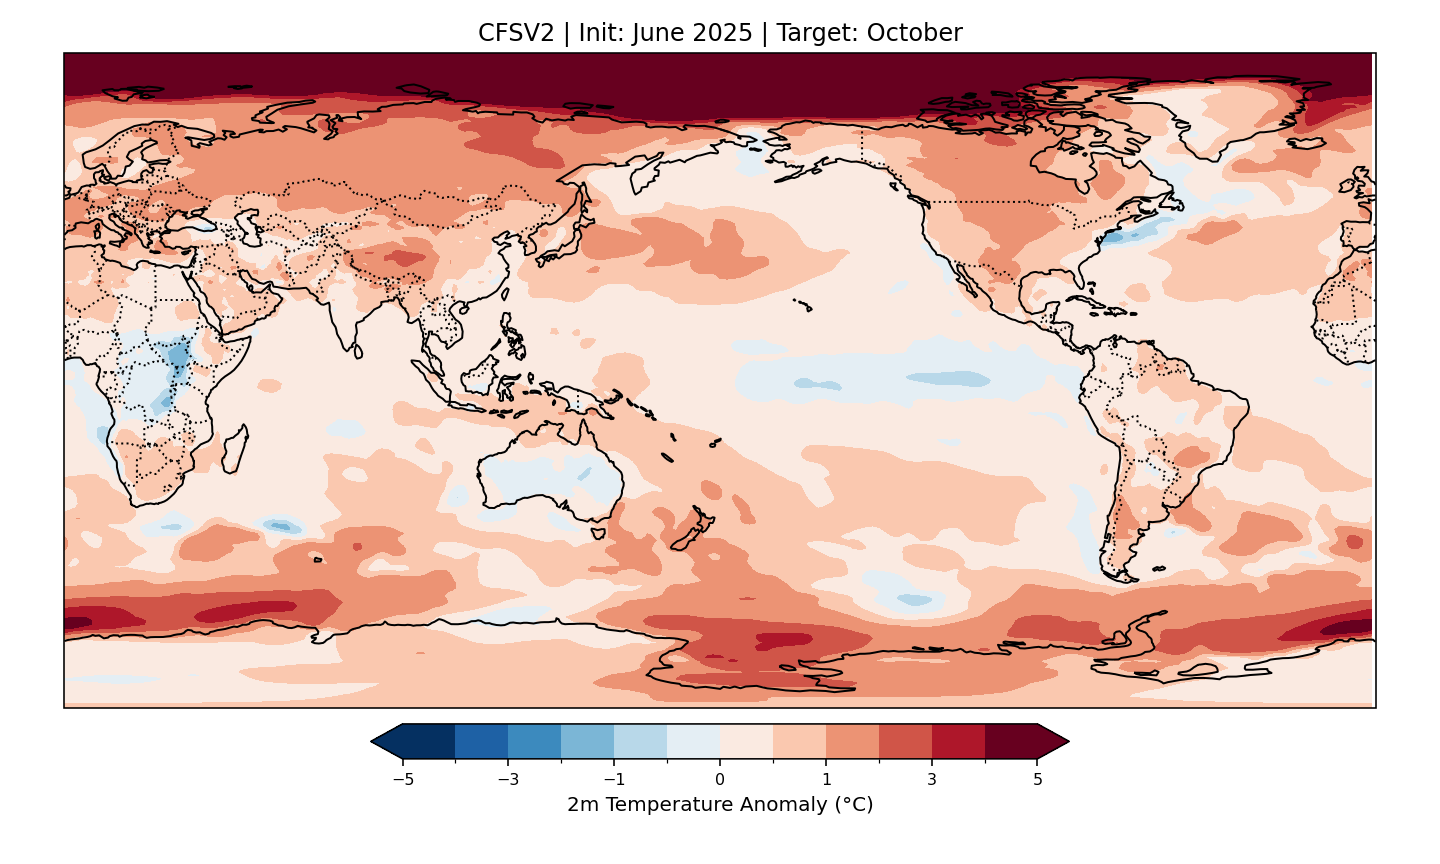 CFSV2 | Init: June 2025 | Target: October
−5 −3 −1 0 1 3 5
2m Temperature Anomaly (°C)